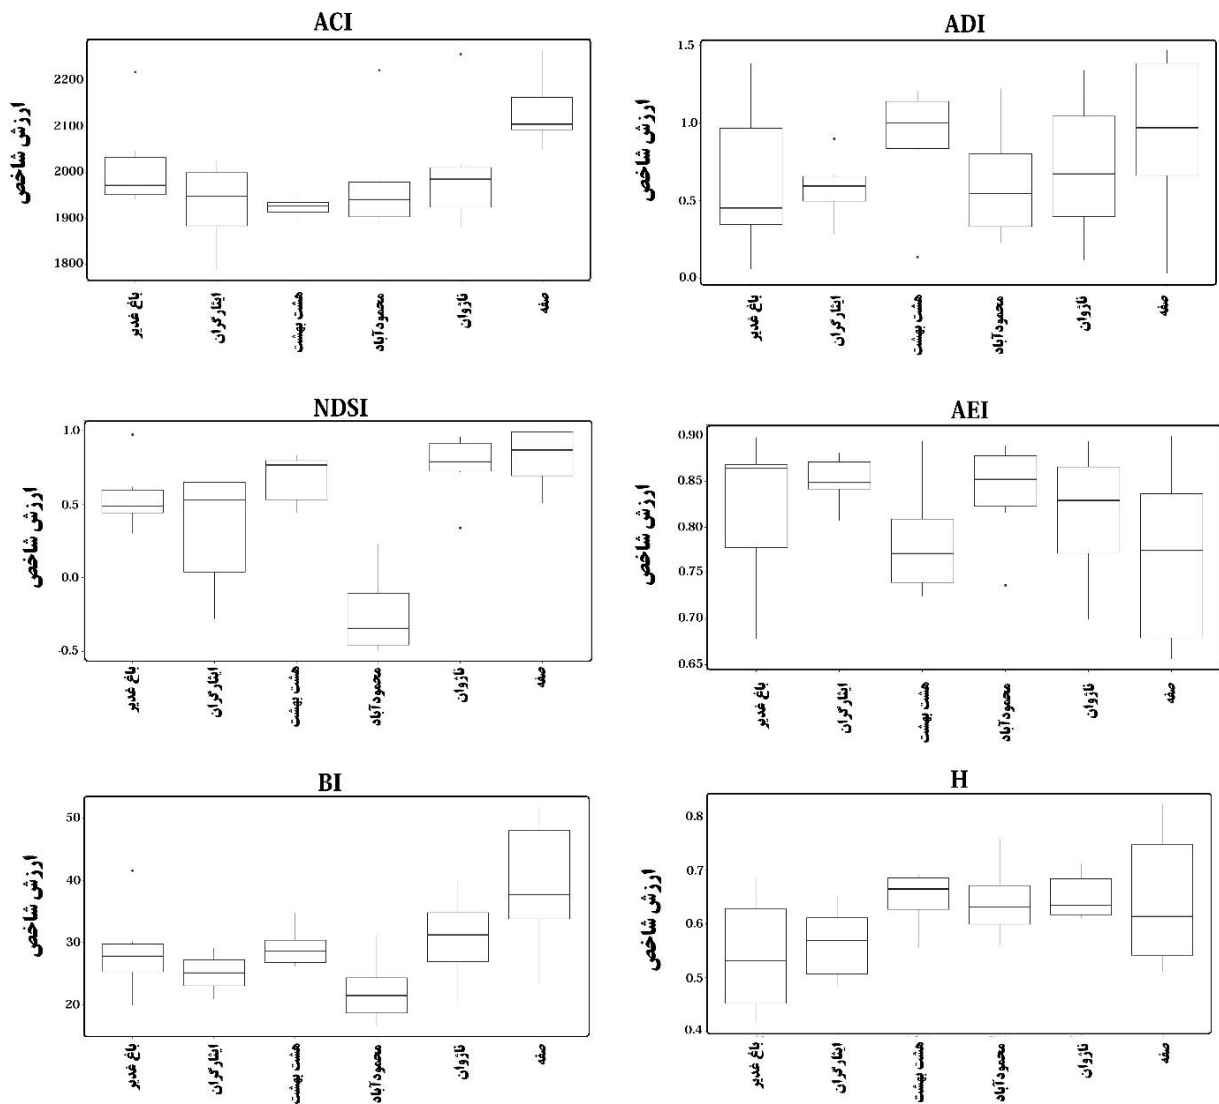 ACI
ارزش شاخص
2200
2100
2000
1900
1800
باغ غدیر
ایثارگران
هشت بهشت
محمودآباد
ناژوان
صفه
ADI
ارزش شاخص
1.5
1.0
0.5
0.0
باغ غدیر
ایثارگران
هشت بهشت
محمودآباد
ناژوان
صفه
NDSI
ارزش شاخص
1.0
0.5
0.0
-0.5
باغ غدیر
ایثارگران
هشت بهشت
محمودآباد
ناژوان
صفه
AEI
ارزش شاخص
0.90
0.85
0.80
0.75
0.70
0.65
باغ غدیر
ایثارگران
هشت بهشت
محمودآباد
ناژوان
صفه
BI
ارزش شاخص
50
40
30
20
باغ غدیر
ایثارگران
هشت بهشت
محمودآباد
ناژوان
صفه
H
ارزش شاخص
0.8
0.7
0.6
0.5
0.4
باغ غدیر
ایثارگران
هشت بهشت
محمودآباد
ناژوان
صفه